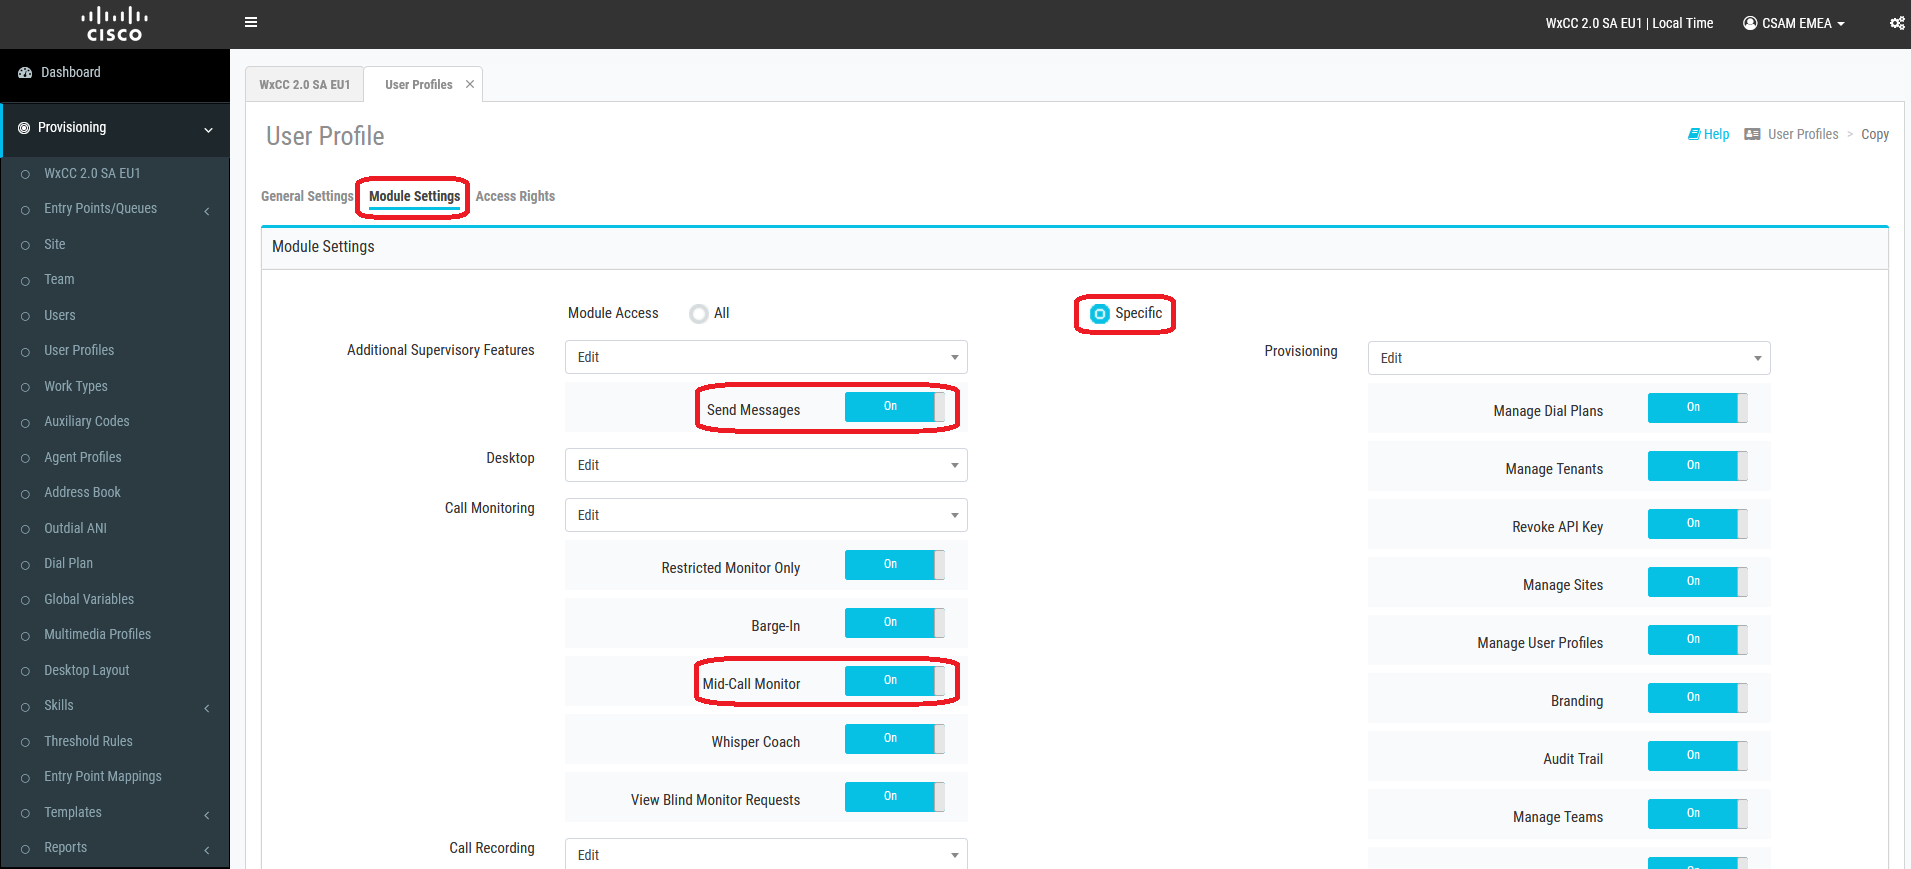 CISCO
WxCC 2.0 SA EU1 | Local Time
CSAM EMEA
Dashboard
Provisioning
WxCC 2.0 SA EU1
Entry Points/Queues
Site
Team
Users
User Profiles
Work Types
Auxiliary Codes
Agent Profiles
Address Book
Outdial ANI
Dial Plan
Global Variables
Multimedia Profiles
Desktop Layout
Skills
Threshold Rules
Entry Point Mappings
Templates
Reports
WxCC 2.0 SA EU1
User Profiles ×
User Profile
Help
User Profiles > Copy
General Settings Module Settings Access Rights
Module Settings
Module Access All Specific
Additional Supervisory Features Edit
Send Messages On
Desktop Edit
Call Monitoring Edit
Restricted Monitor Only On
Barge-In On
Mid-Call Monitor On
Whisper Coach On
View Blind Monitor Requests On
Call Recording Edit
Provisioning Edit
Manage Dial Plans On
Manage Tenants On
Revoke API Key On
Manage Sites On
Manage User Profiles On
Branding On
Audit Trail On
Manage Teams On
On